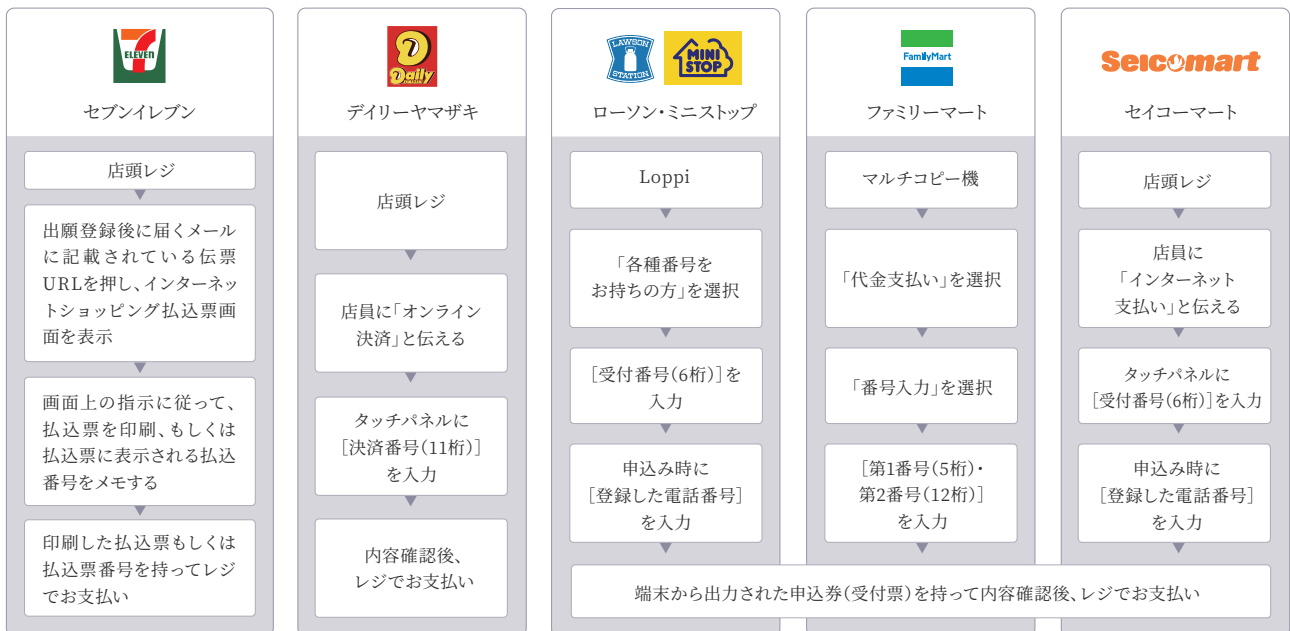 7
ELEVEN
セブンイレブン
店頭レジ
出願登録後に届くメール
に記載されている伝票
URLを押し、インターネッ
トショッピング払込票画
面を表示
画面上の指示に従って、
払込票を印刷、もしくは
払込票に表示される払込
番号をメモする
印刷した払込票もしくは
払込票番号を持ってレジ
でお支払い
D
Daily
YAMAZAKI
デイリーヤマザキ
店頭レジ
店員に「オンライン
決済」と伝える
タッチパネルに
[決済番号(11桁)]
を入力
内容確認後、
レジでお支払い
LAWSON
STATION
MINI
STOP
ローソン・ミニストップ
Loppi
「各種番号を
お持ちの方」を選択
[受付番号(6桁)]を
入力
申込み時に
[登録した電話番号]
を入力
FamilyMart
ファミリーマート
マルチコピー機
「代金支払い」を選択
「番号入力」を選択
[第1番号(5桁)・
第2番号(12桁)]
を入力
Seicomart
セイコーマート
店頭レジ
店員に
「インターネット
支払い」と伝える
タッチパネルに
[受付番号(6桁)]を入力
申込み時に
[登録した電話番号]
を入力
端末から出力された申込券(受付票)を持って内容確認後、レジでお支払い